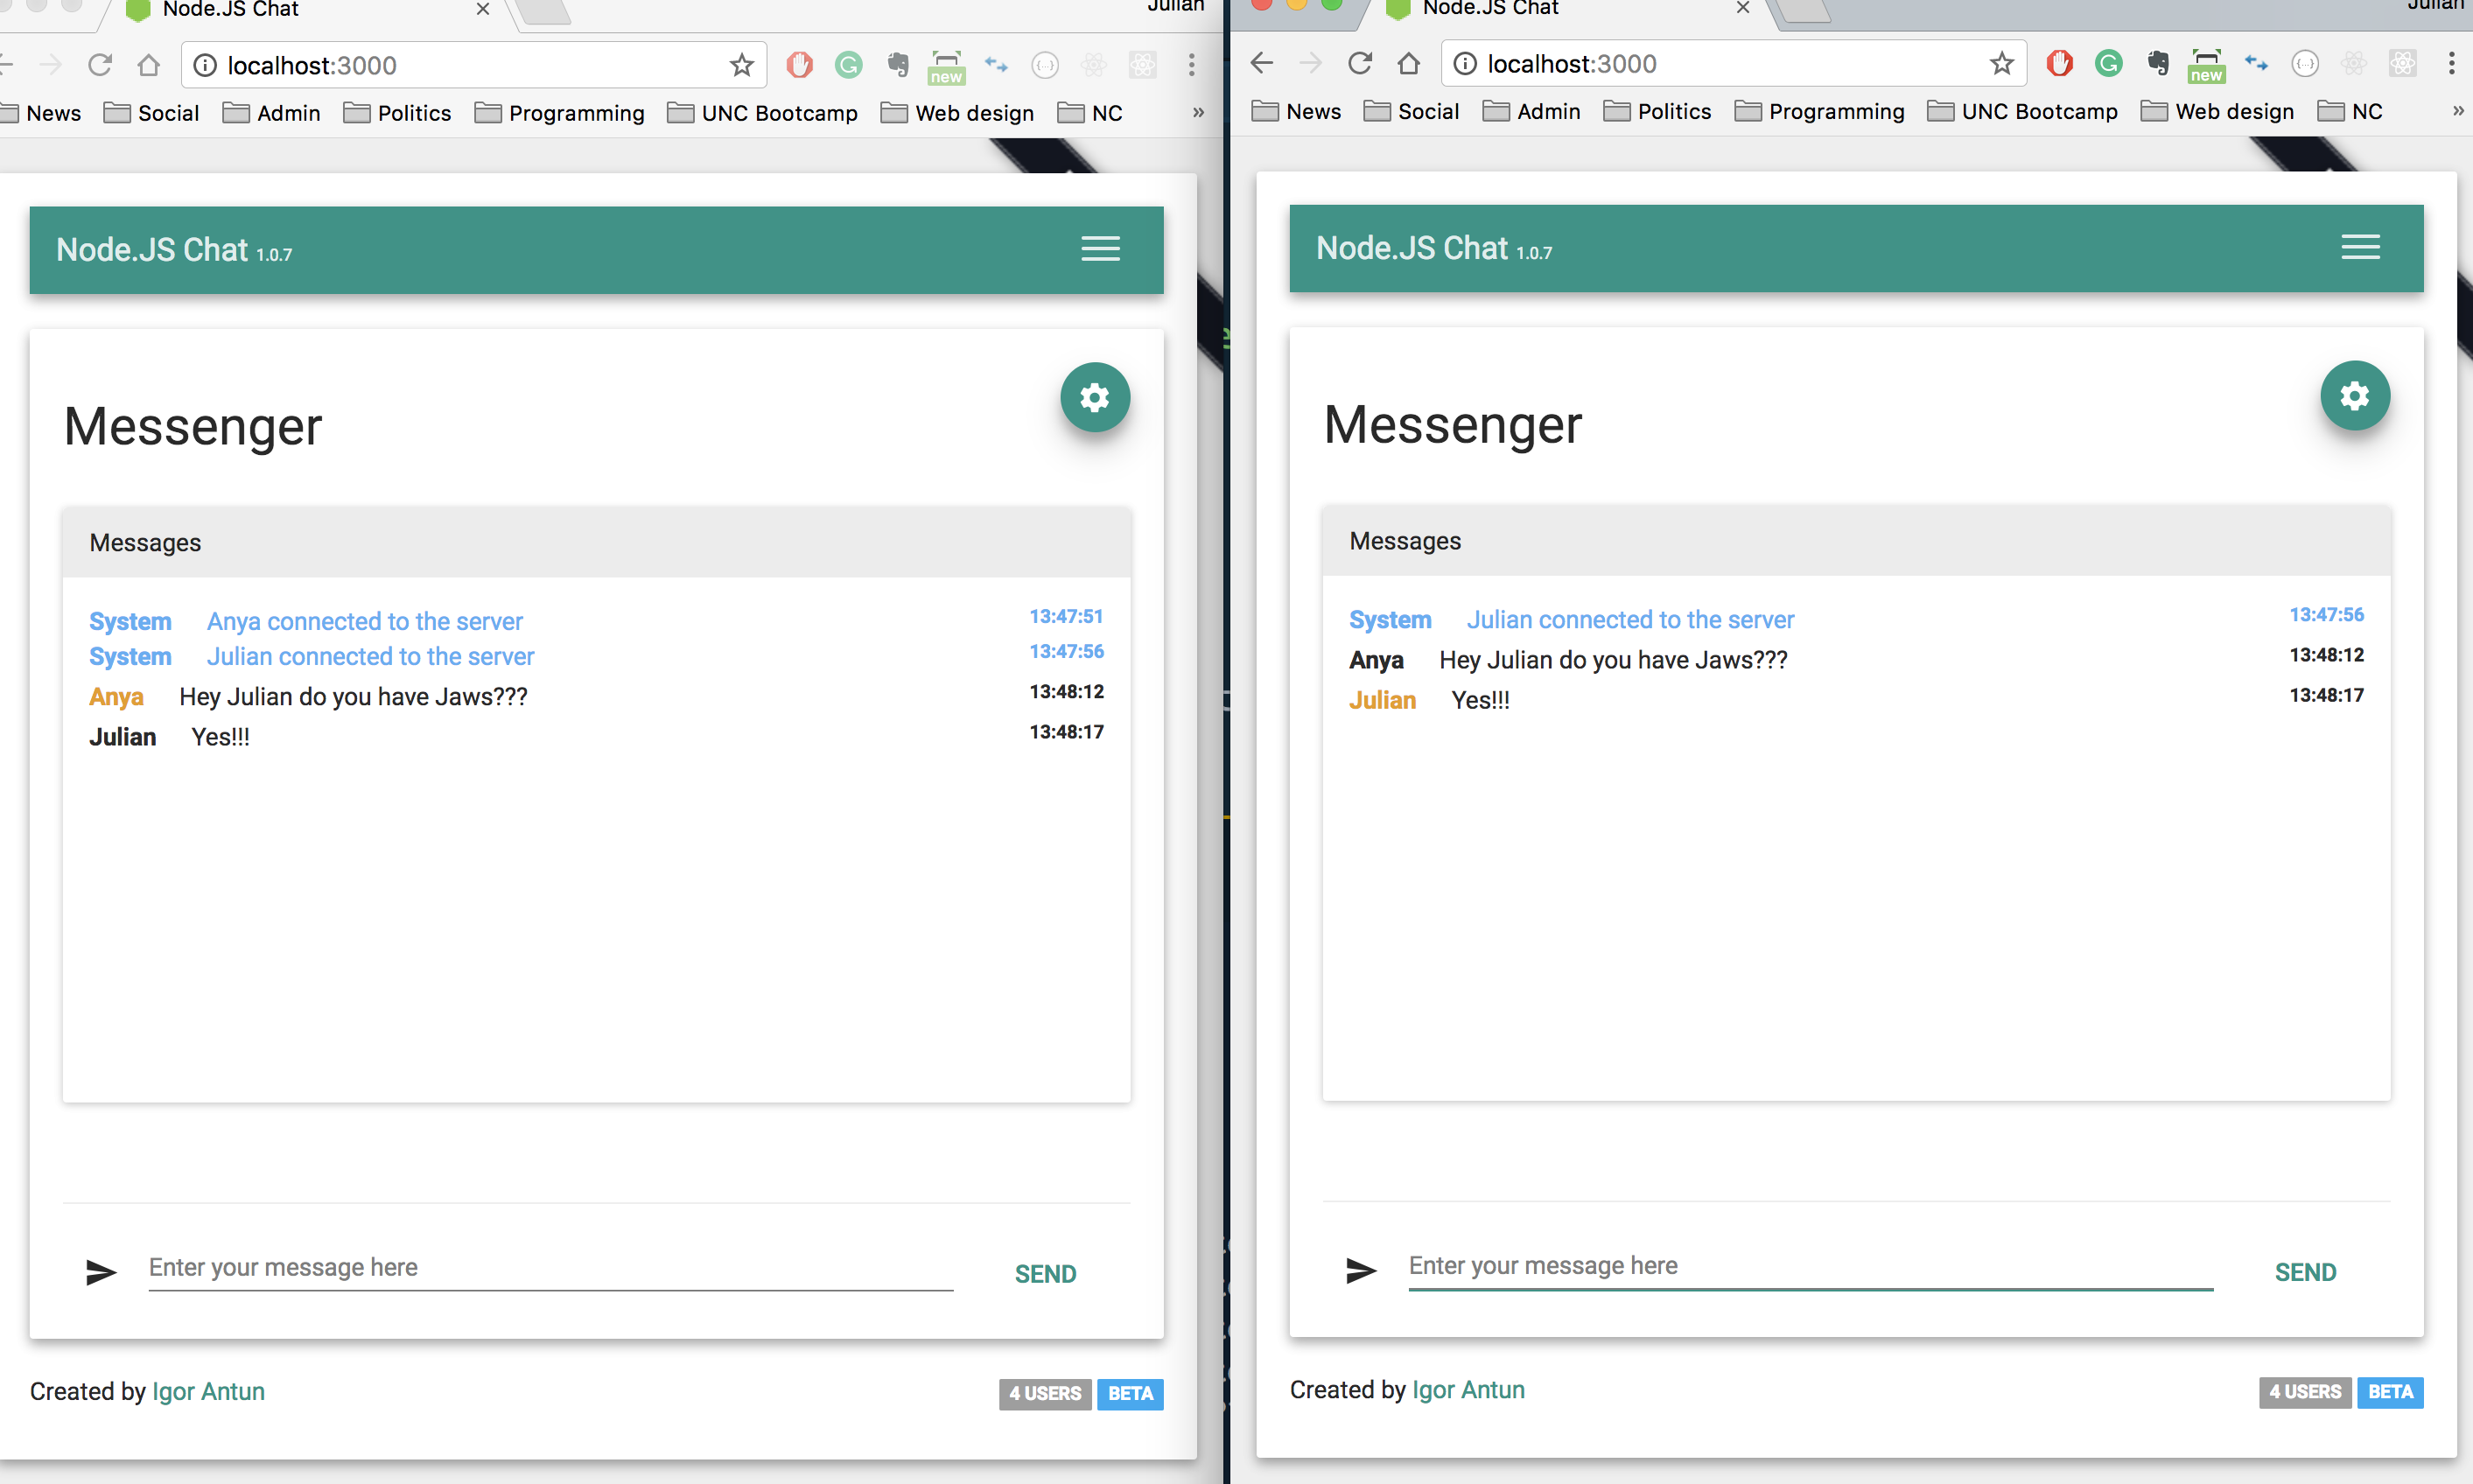 Node.JS Chat
Julian
localhost:3000
new
News Social Admin Politics Programming UNC Bootcamp Web design NC »
Node.JS Chat 1.0.7
Messenger
Messages
System Anya connected to the server 13:47:51
System Julian connected to the server 13:47:56
Anya Hey Julian do you have Jaws??? 13:48:12
Julian Yes!!! 13:48:17
Enter your message here SEND
Created by Igor Antun 4 USERS BETA
Node.JS Chat
Julian
localhost:3000
new
News Social Admin Politics Programming UNC Bootcamp Web design NC »
Node.JS Chat 1.0.7
Messenger
Messages
System Julian connected to the server 13:47:56
Anya Hey Julian do you have Jaws??? 13:48:12
Julian Yes!!! 13:48:17
Enter your message here SEND
Created by Igor Antun 4 USERS BETA